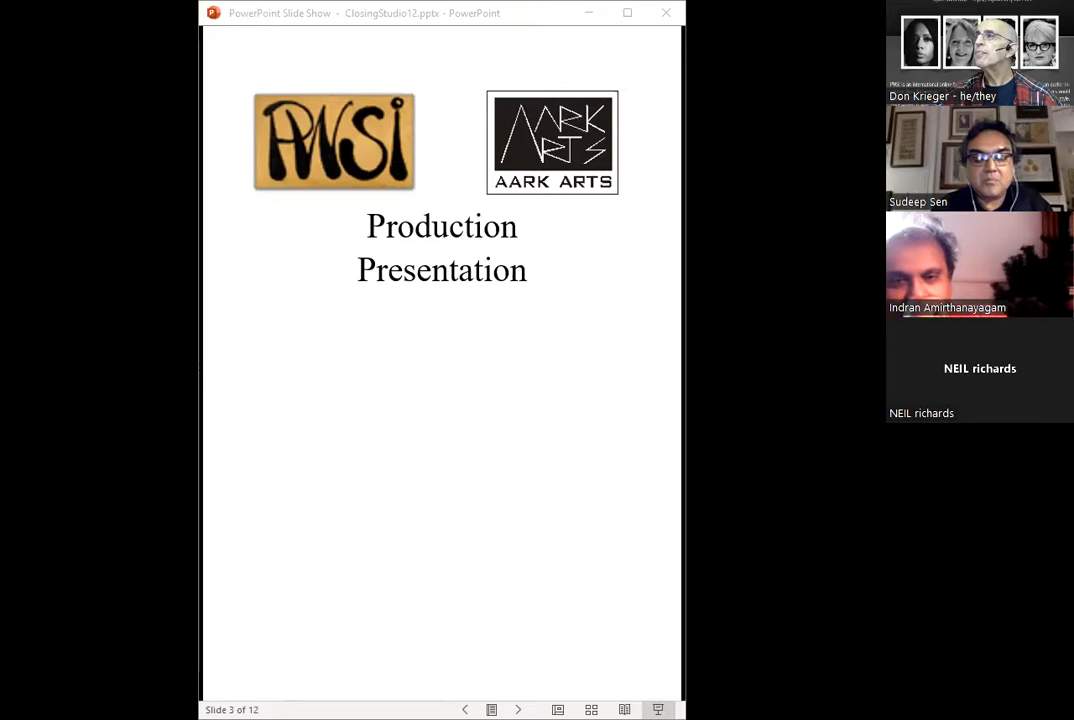 PowerPoint Slide Show - ClosingStudio12.pptx - PowerPoint
PWSI
AARK
ARTS
AARK ARTS
Production
Presentation
Slide 3 of 12
Don Krieger - he/they
Sudeep Sen
Indran Amirthanayagam
NEIL richards
NEIL richards